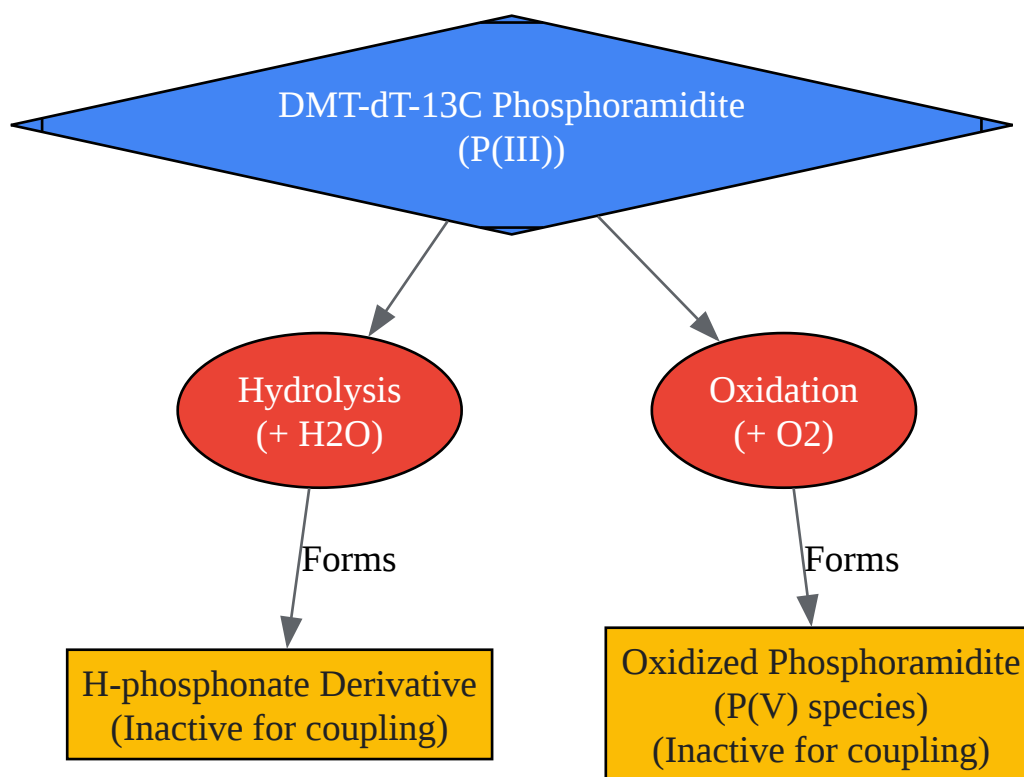 DMT-dT-13C Phosphoramidite
(P(III))
Hydrolysis
(+ H2O)
Oxidation
(+ O2)
Forms
Forms
H-phosphonate Derivative
(Inactive for coupling)
Oxidized Phosphoramidite
(P(V) species)
(Inactive for coupling)